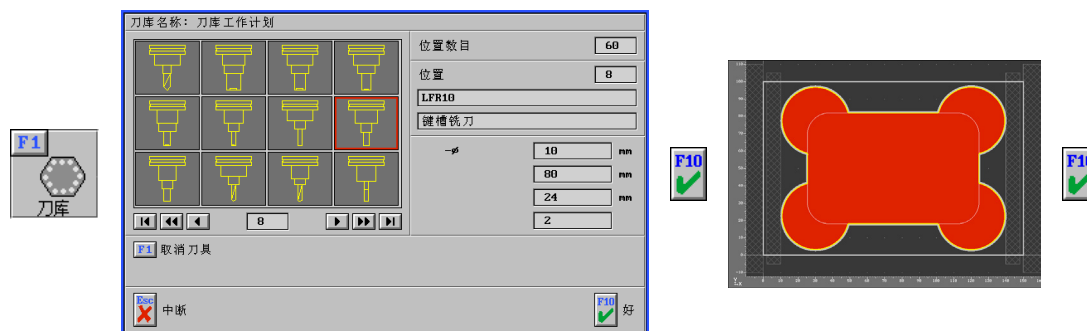 F1
刀库
刀库名称: 刀库工作计划
位置数目 60
位置 8
LFR10
键槽铣刀
-ø 10 mm
80 mm
24 mm
2
8
F1 取消刀具
Esc 中断
F10 好
F10
F10